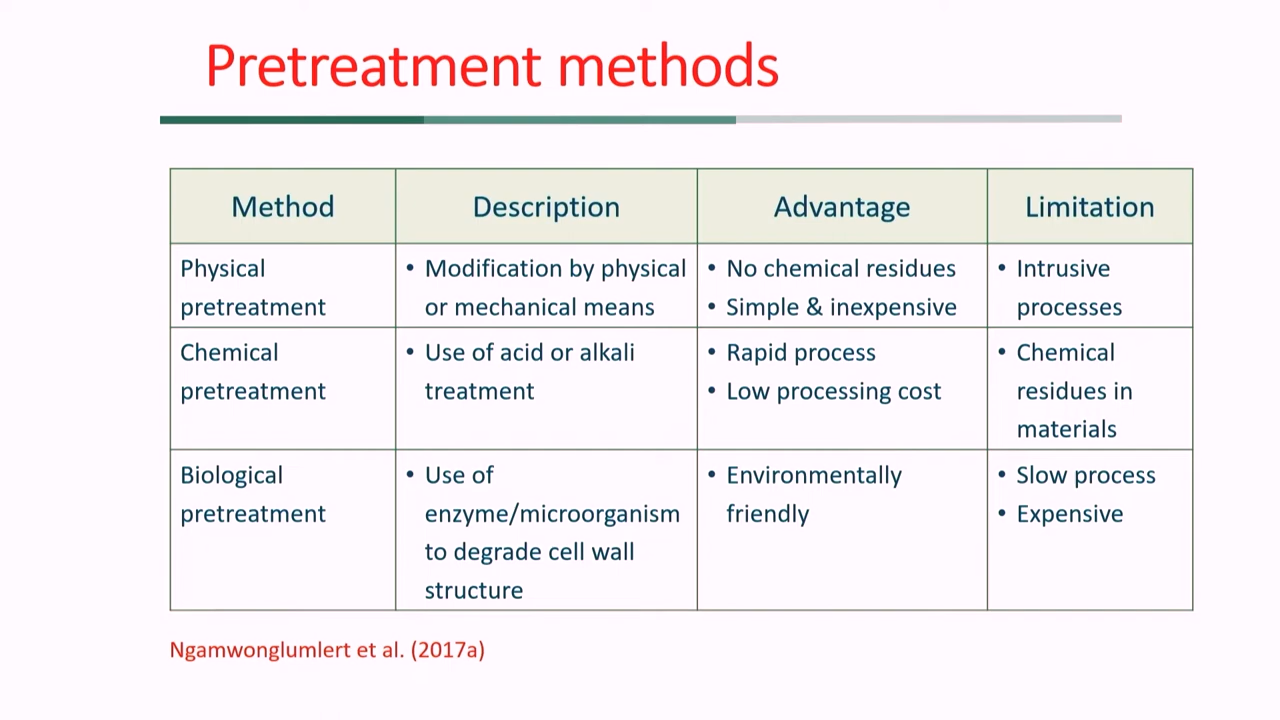 Pretreatment methods
Method
Description
Advantage
Limitation
Physical
pretreatment
• Modification by physical
or mechanical means
• No chemical residues
• Simple & inexpensive
• Intrusive
processes
Chemical
pretreatment
• Use of acid or alkali
treatment
• Rapid process
• Low processing cost
• Chemical
residues in
materials
Biological
pretreatment
• Use of
enzyme/microorganism
to degrade cell wall
structure
• Environmentally
friendly
• Slow process
• Expensive
Ngamwonglumlert et al. (2017a)